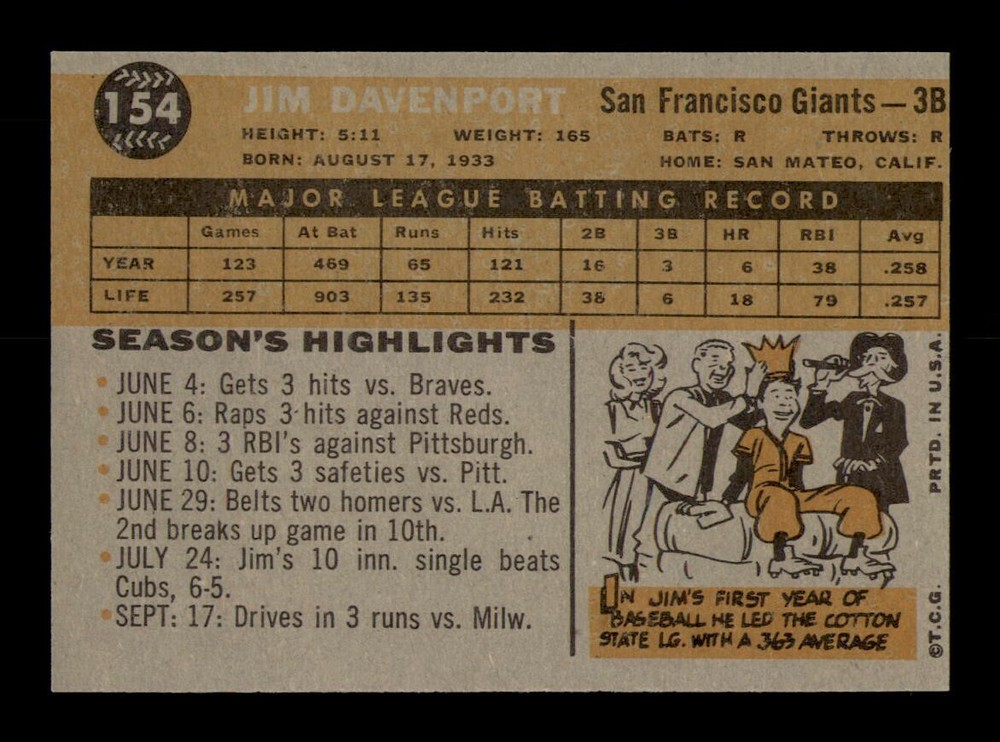 154
JIM DAVENPORT San Francisco Giants — 3B
HEIGHT: 5:11 WEIGHT: 165 BATS: R THROWS: R
BORN: AUGUST 17, 1933 HOME: SAN MATEO, CALIF.
MAJOR LEAGUE BATTING RECORD
Games At Bat Runs Hits 2B 3B HR RBI Avg
YEAR 123 469 65 121 16 3 6 38 .258
LIFE 257 903 135 232 38 6 18 79 .257
SEASON'S HIGHLIGHTS
• JUNE 4: Gets 3 hits vs. Braves.
• JUNE 6: Raps 3 hits against Reds.
• JUNE 8: 3 RBI's against Pittsburgh.
• JUNE 10: Gets 3 safeties vs. Pitt.
• JUNE 29: Belts two homers vs. L.A. The
2nd breaks up game in 10th.
• JULY 24: Jim's 10 inn. single beats
Cubs, 6-5.
• SEPT: 17: Drives in 3 runs vs. Milw.
IN JIM'S FIRST YEAR OF
BASEBALL HE LED THE COTTON
STATE LG. WITH A .363 AVERAGE
©T.C.G. PRTD. IN U.S.A.